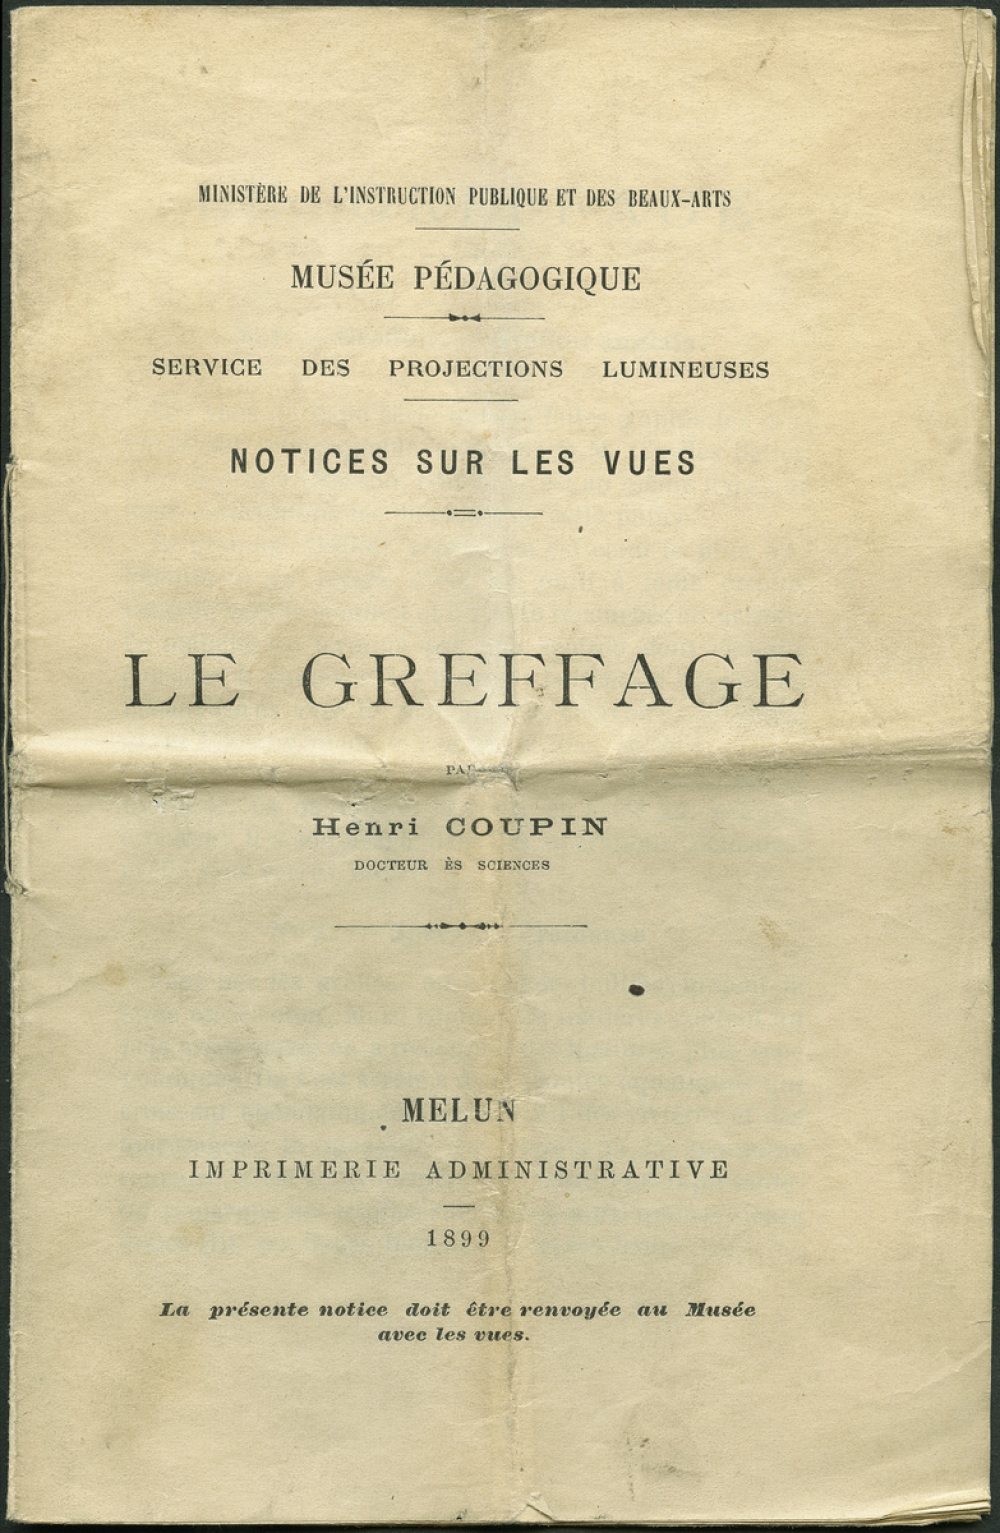 MINISTÈRE DE L'INSTRUCTION PUBLIQUE ET DES BEAUX-ARTS
MUSÉE PÉDAGOGIQUE
SERVICE DES PROJECTIONS LUMINEUSES
NOTICES SUR LES VUES
LE GREFFAGE
PAR
Henri COUPIN
DOCTEUR ÈS SCIENCES
MELUN
IMPRIMERIE ADMINISTRATIVE
1899
La présente notice doit être renvoyée au Musée
avec les vues.